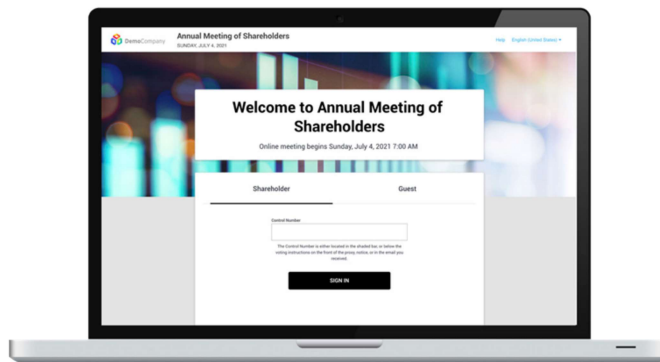 DemoCompany
Annual Meeting of Shareholders
SUNDAY, JULY 4, 2021
Help English (United States)
Welcome to Annual Meeting of
Shareholders
Online meeting begins Sunday, July 4, 2021 7:00 AM
Shareholder Guest
Control Number
The Control Number is either located in the shaded bar, or below the
voting instructions on the front of the proxy, notice, or in the email you
received.
SIGN IN